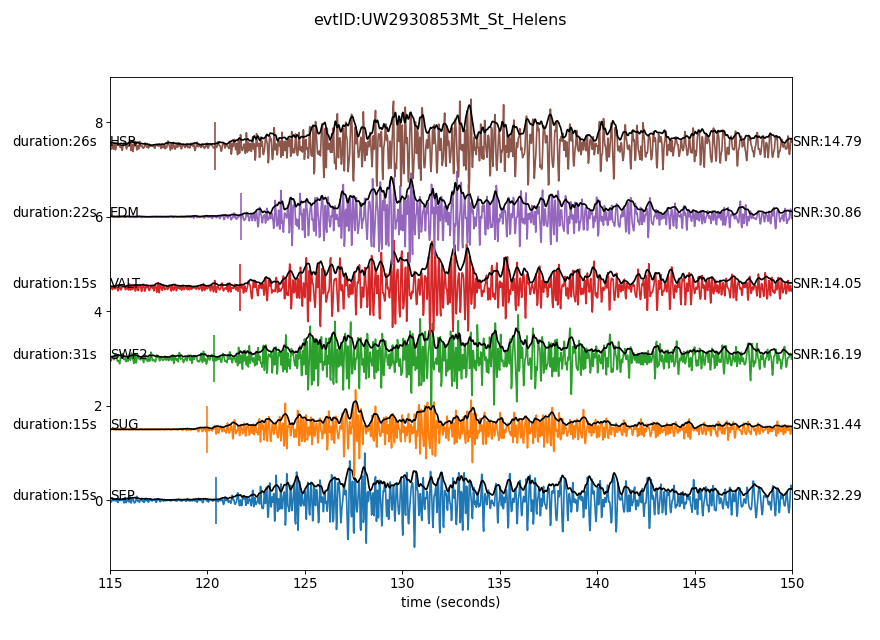 evtID:UW2930853Mt_St_Helens
8
duration:26s HSR SNR:14.79
duration:22s 6 EDM SNR:30.86
duration:15s VALT SNR:14.05
4
duration:31s SWF2 SNR:16.19
2
duration:15s SUG SNR:31.44
duration:15s 0 SEP SNR:32.29
115 120 125 130 135 140 145 150
time (seconds)